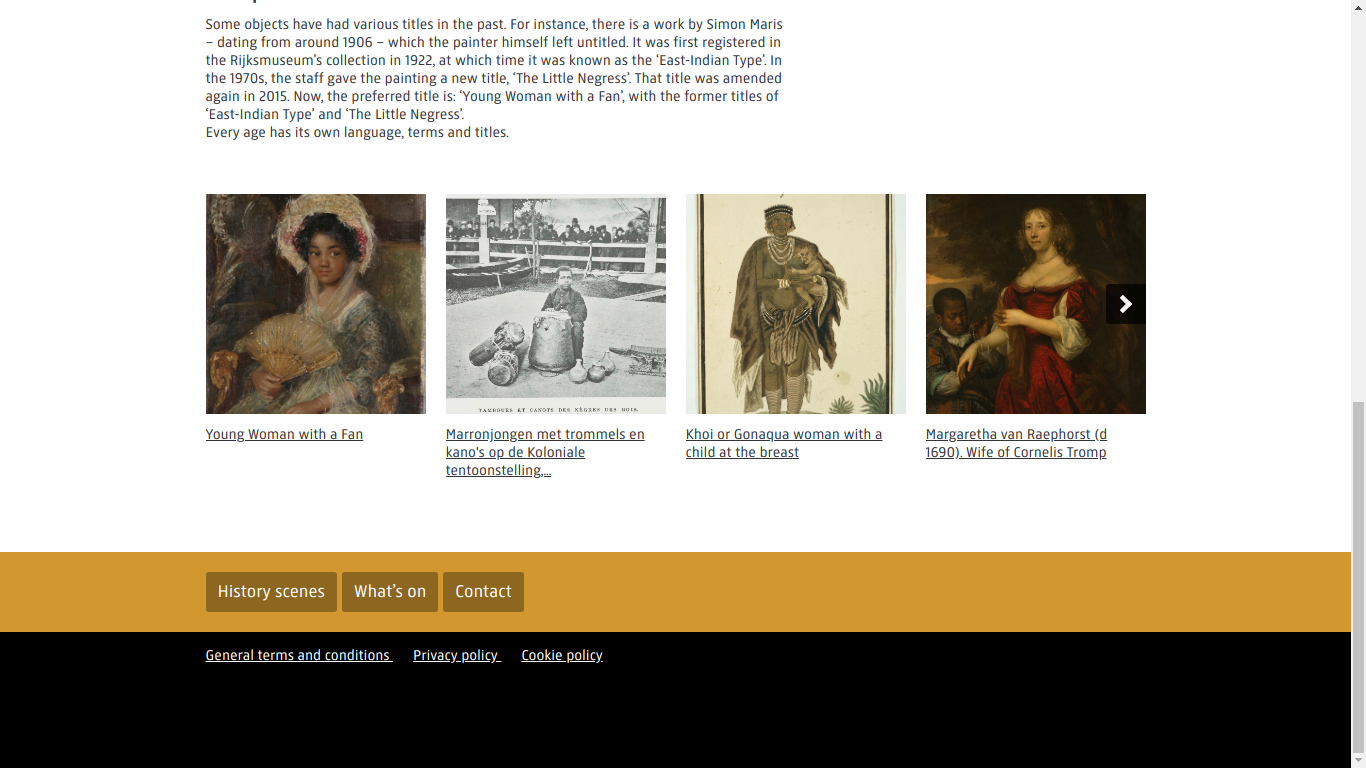 Some objects have had various titles in the past. For instance, there is a work by Simon Maris
– dating from around 1906 – which the painter himself left untitled. It was first registered in
the Rijksmuseum's collection in 1922, at which time it was known as the ‘East-Indian Type’. In
the 1970s, the staff gave the painting a new title, ‘The Little Negress’. That title was amended
again in 2015. Now, the preferred title is: ‘Young Woman with a Fan’, with the former titles of
‘East-Indian Type’ and ‘The Little Negress’.
Every age has its own language, terms and titles.
TAMBOURS ET CANOTS DES NÈGRES DES BOIS.
Young Woman with a Fan
Marronjongen met trommels en
kano's op de Koloniale
tentoonstelling,...
Khoi or Gonaqua woman with a
child at the breast
Margaretha van Raephorst (d
1690). Wife of Cornelis Tromp
History scenes What’s on Contact
General terms and conditions Privacy policy Cookie policy